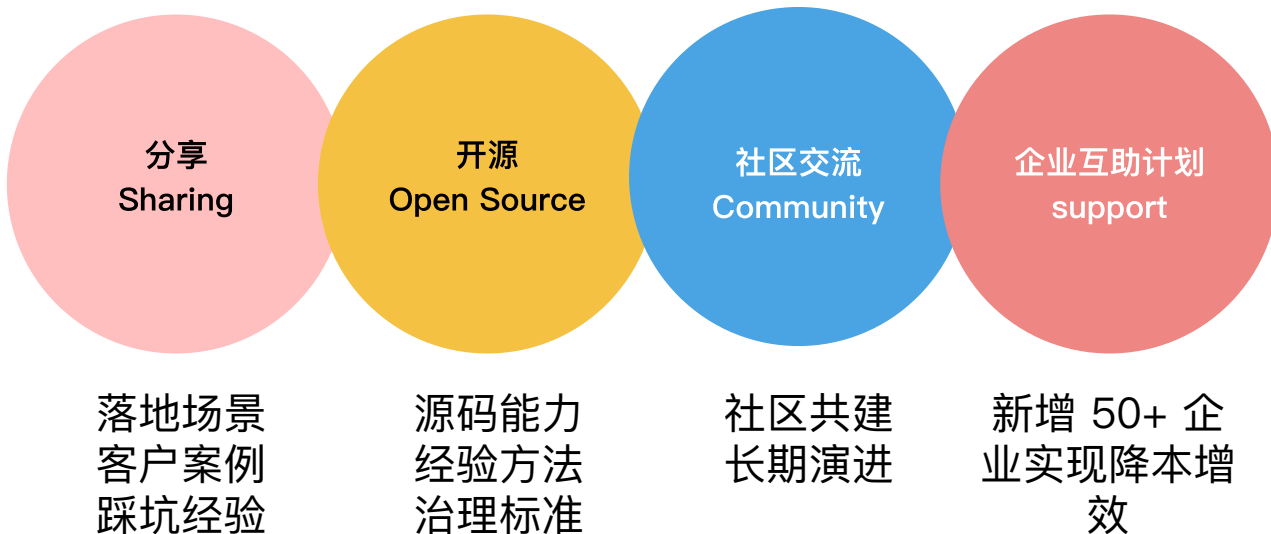 分享
Sharing
开源
Open Source
社区交流
Community
企业互助计划
support
落地场景
客户案例
踩坑经验
源码能力
经验方法
治理标准
社区共建
长期演进
新增 50+ 企
业实现降本增
效